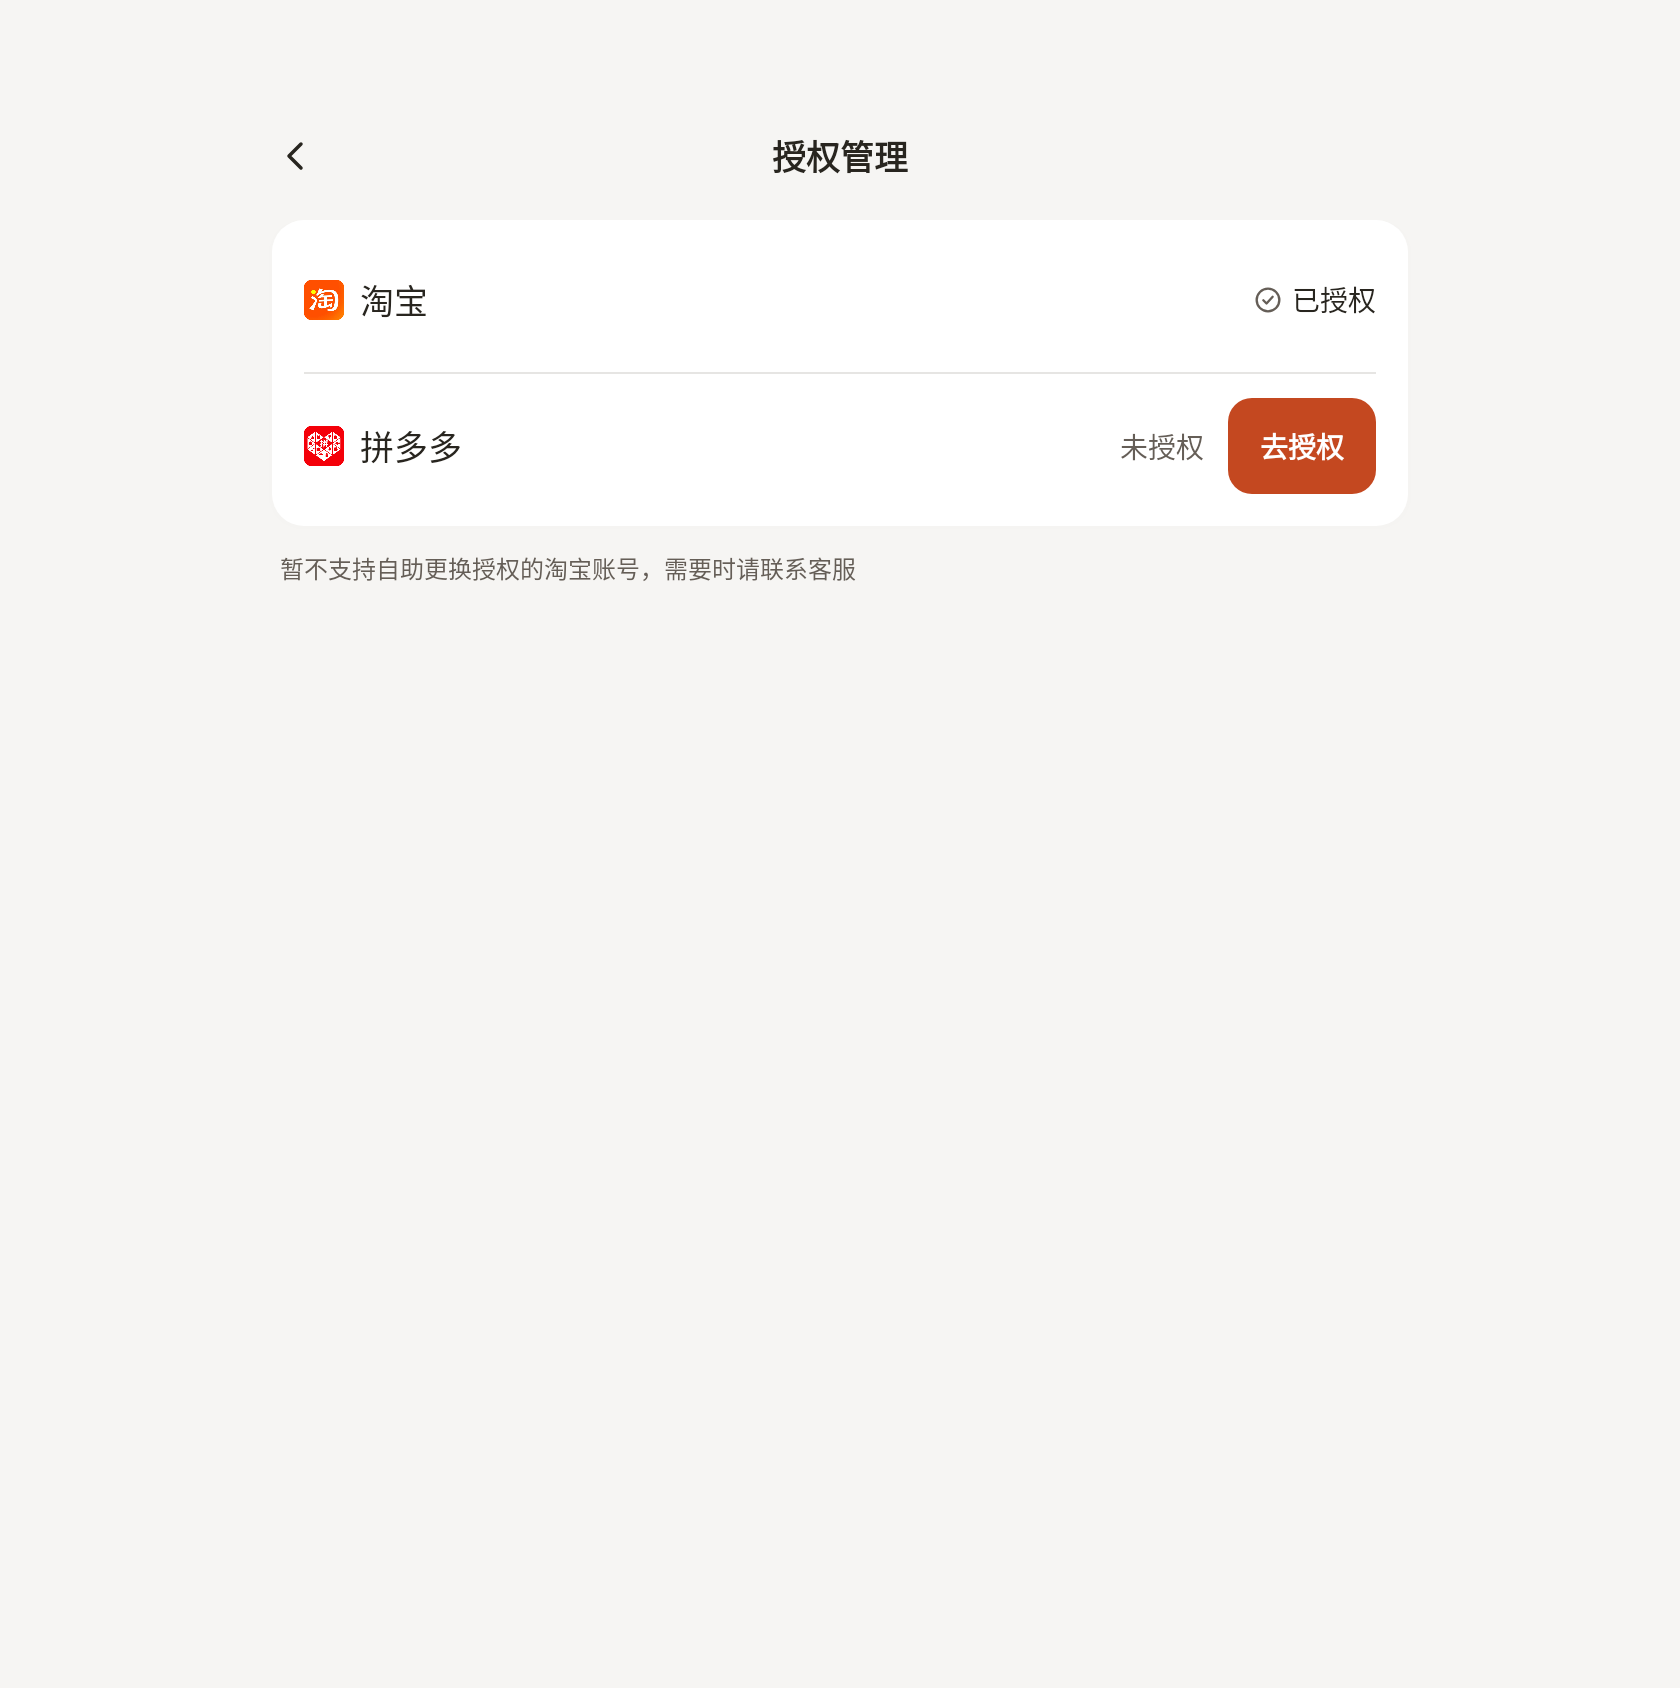 授权管理
淘 淘宝 已授权
拼多多 未授权 去授权
暂不支持自助更换授权的淘宝账号，需要时请联系客服